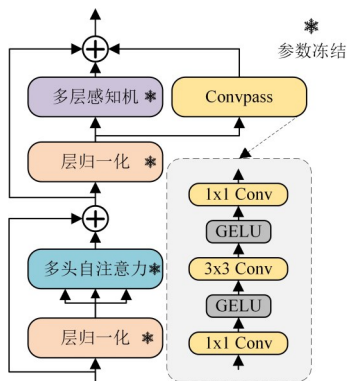 参数冻结
多层感知机
Convpass
层归一化
1x1 Conv
GELU
3x3 Conv
多头自注意力
GELU
层归一化
1x1 Conv